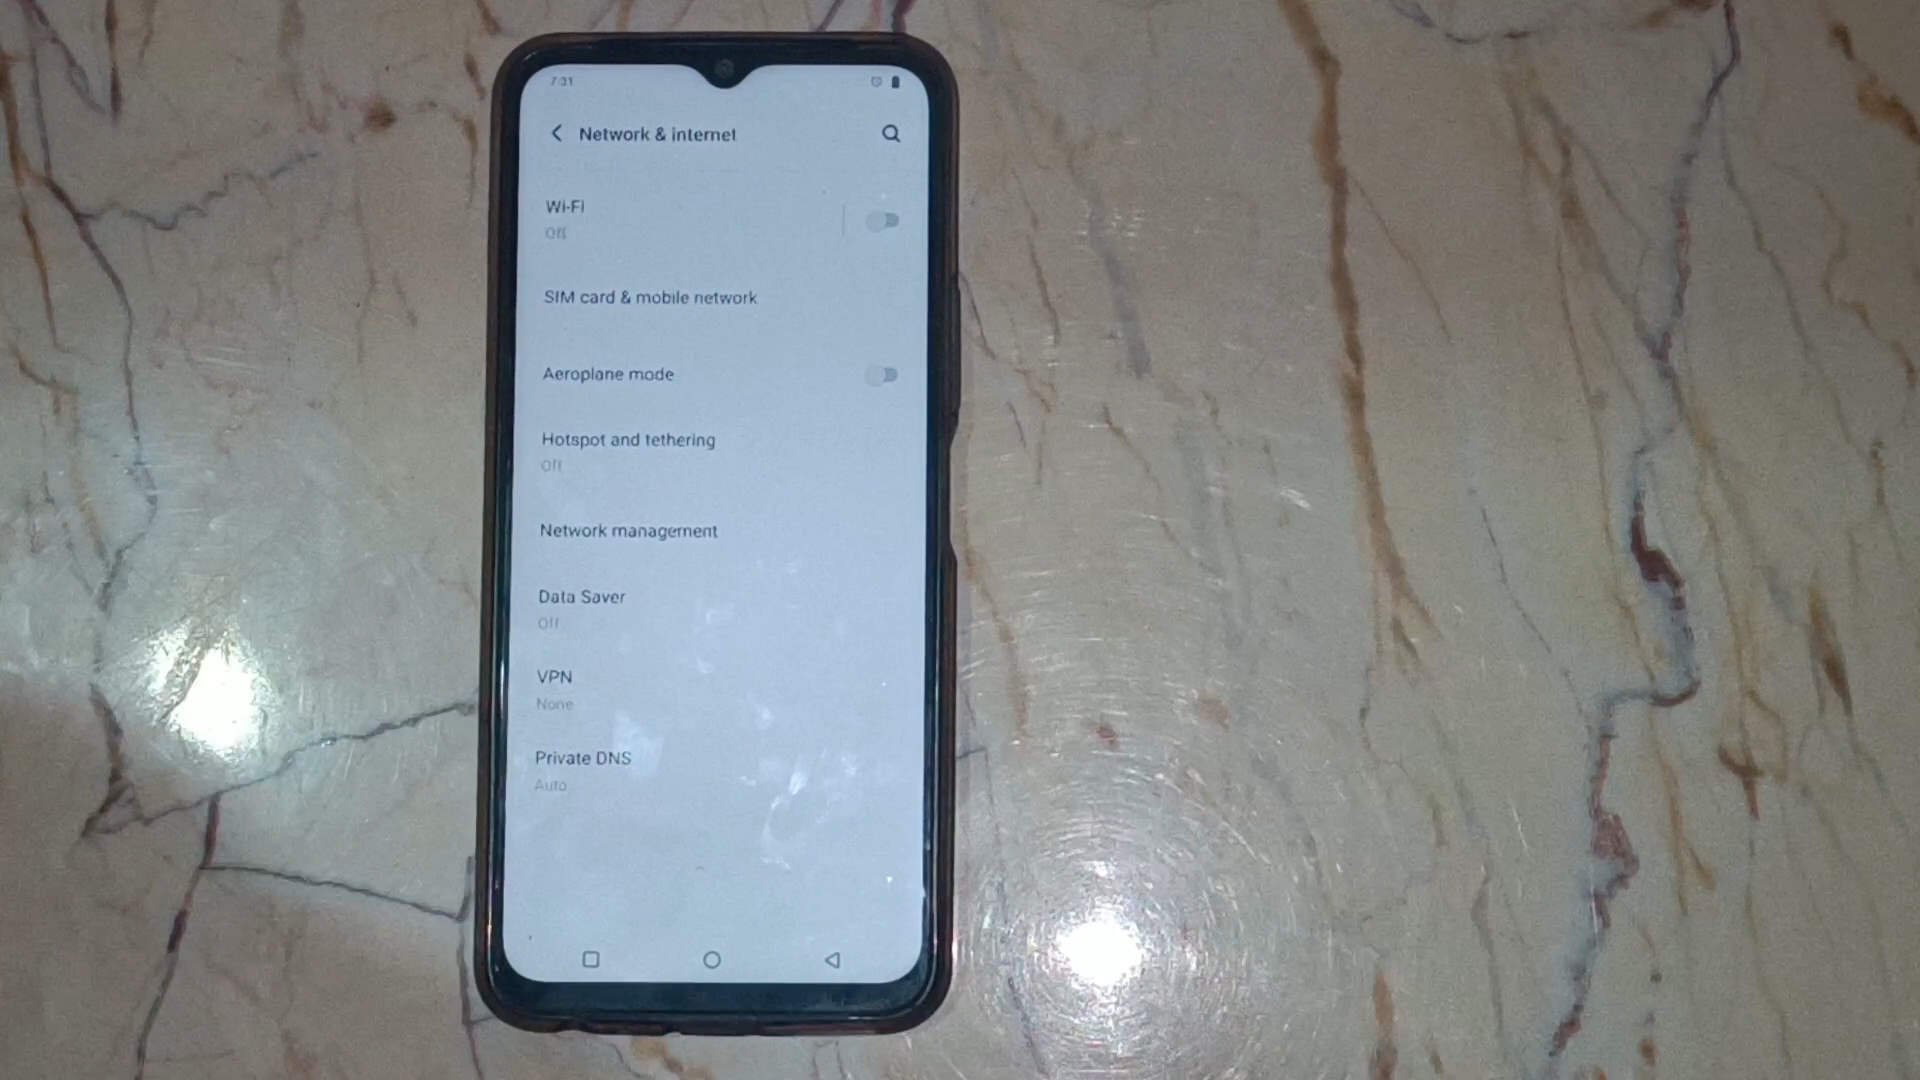 7:31
Network & internet
Wi-Fi
Off
SIM card & mobile network
Aeroplane mode
Hotspot and tethering
Off
Network management
Data Saver
Off
VPN
None
Private DNS
Auto